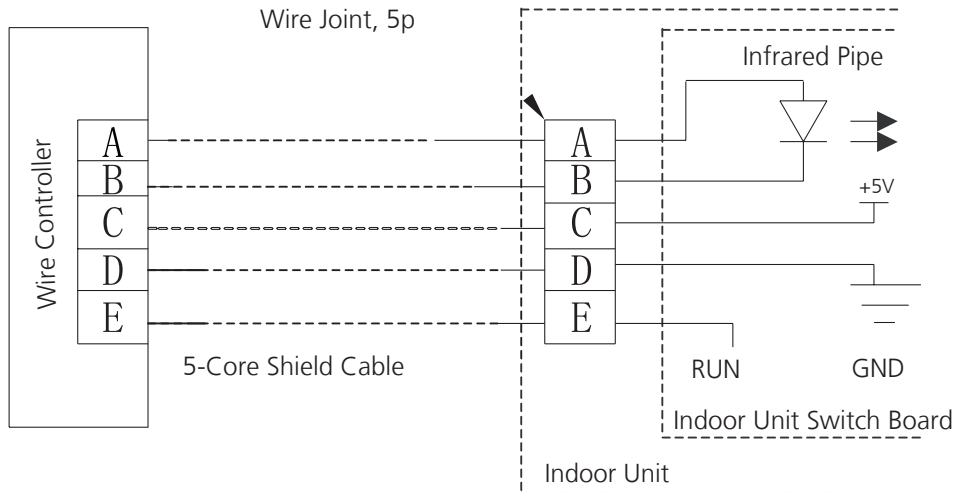 Wire Joint, 5p
Infrared Pipe
Wire Controller
A
B
C
D
E
A
B
C
D
E
+5V
5-Core Shield Cable
RUN
GND
Indoor Unit Switch Board
Indoor Unit